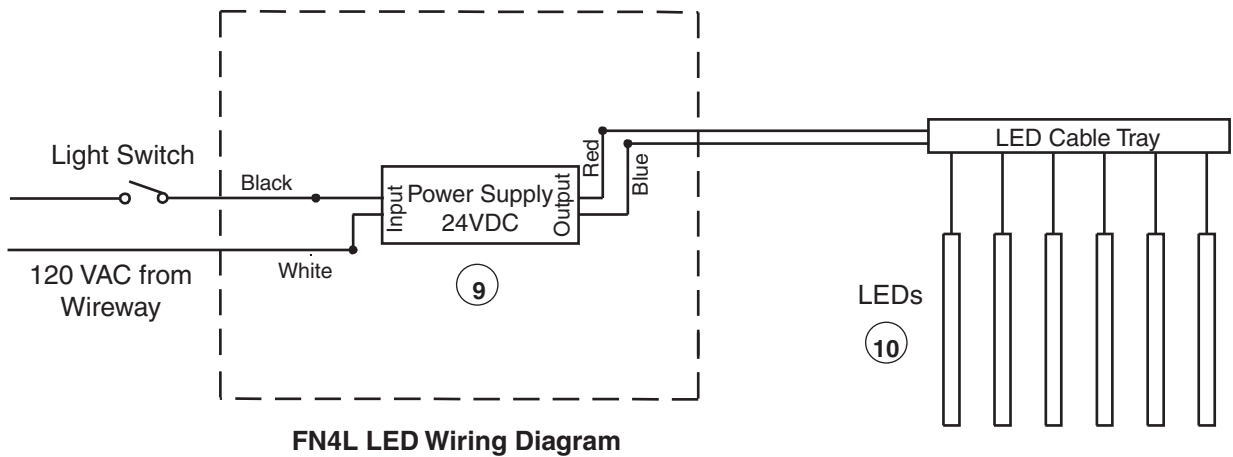 Light Switch
Black
Input
Power Supply
24VDC
Output
Red
Blue
LED Cable Tray
120 VAC from
Wireway
White
9
LEDs
10
FN4L LED Wiring Diagram